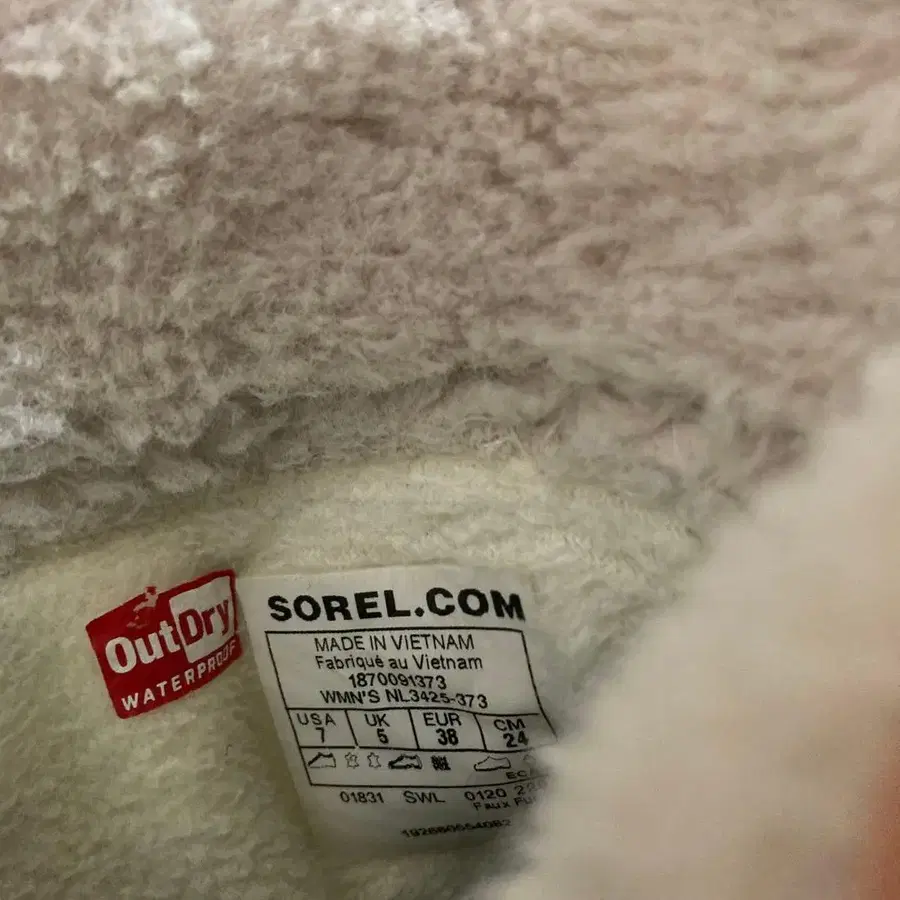 OutDry
WATERPROOF
SOREL.COM
MADE IN VIETNAM
Fabriqué au Vietnam
1870091373
WMN'S NL3425-373
USA UK EUR CM
7 5 38 24
01831 SWL 0120
Faux